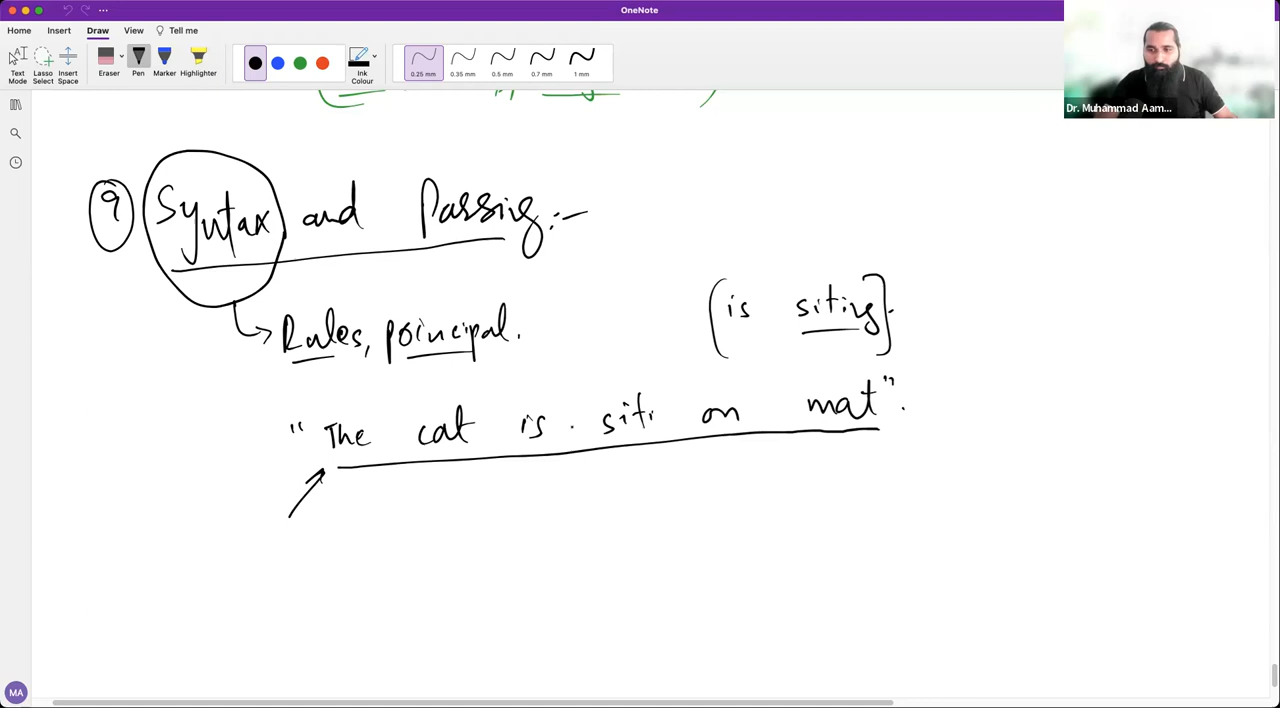 OneNote
Home Insert Draw View Tell me
Text Mode Lasso Select Insert Space Eraser Pen Marker Highlighter Ink Colour 0.25 mm 0.35 mm 0.5 mm 0.7 mm 1 mm
Dr. Muhammad Aam...
9 Syntax and Passing :-
Rules, poincipal.
(is siting].
"The cat is. siti on mat".
MA